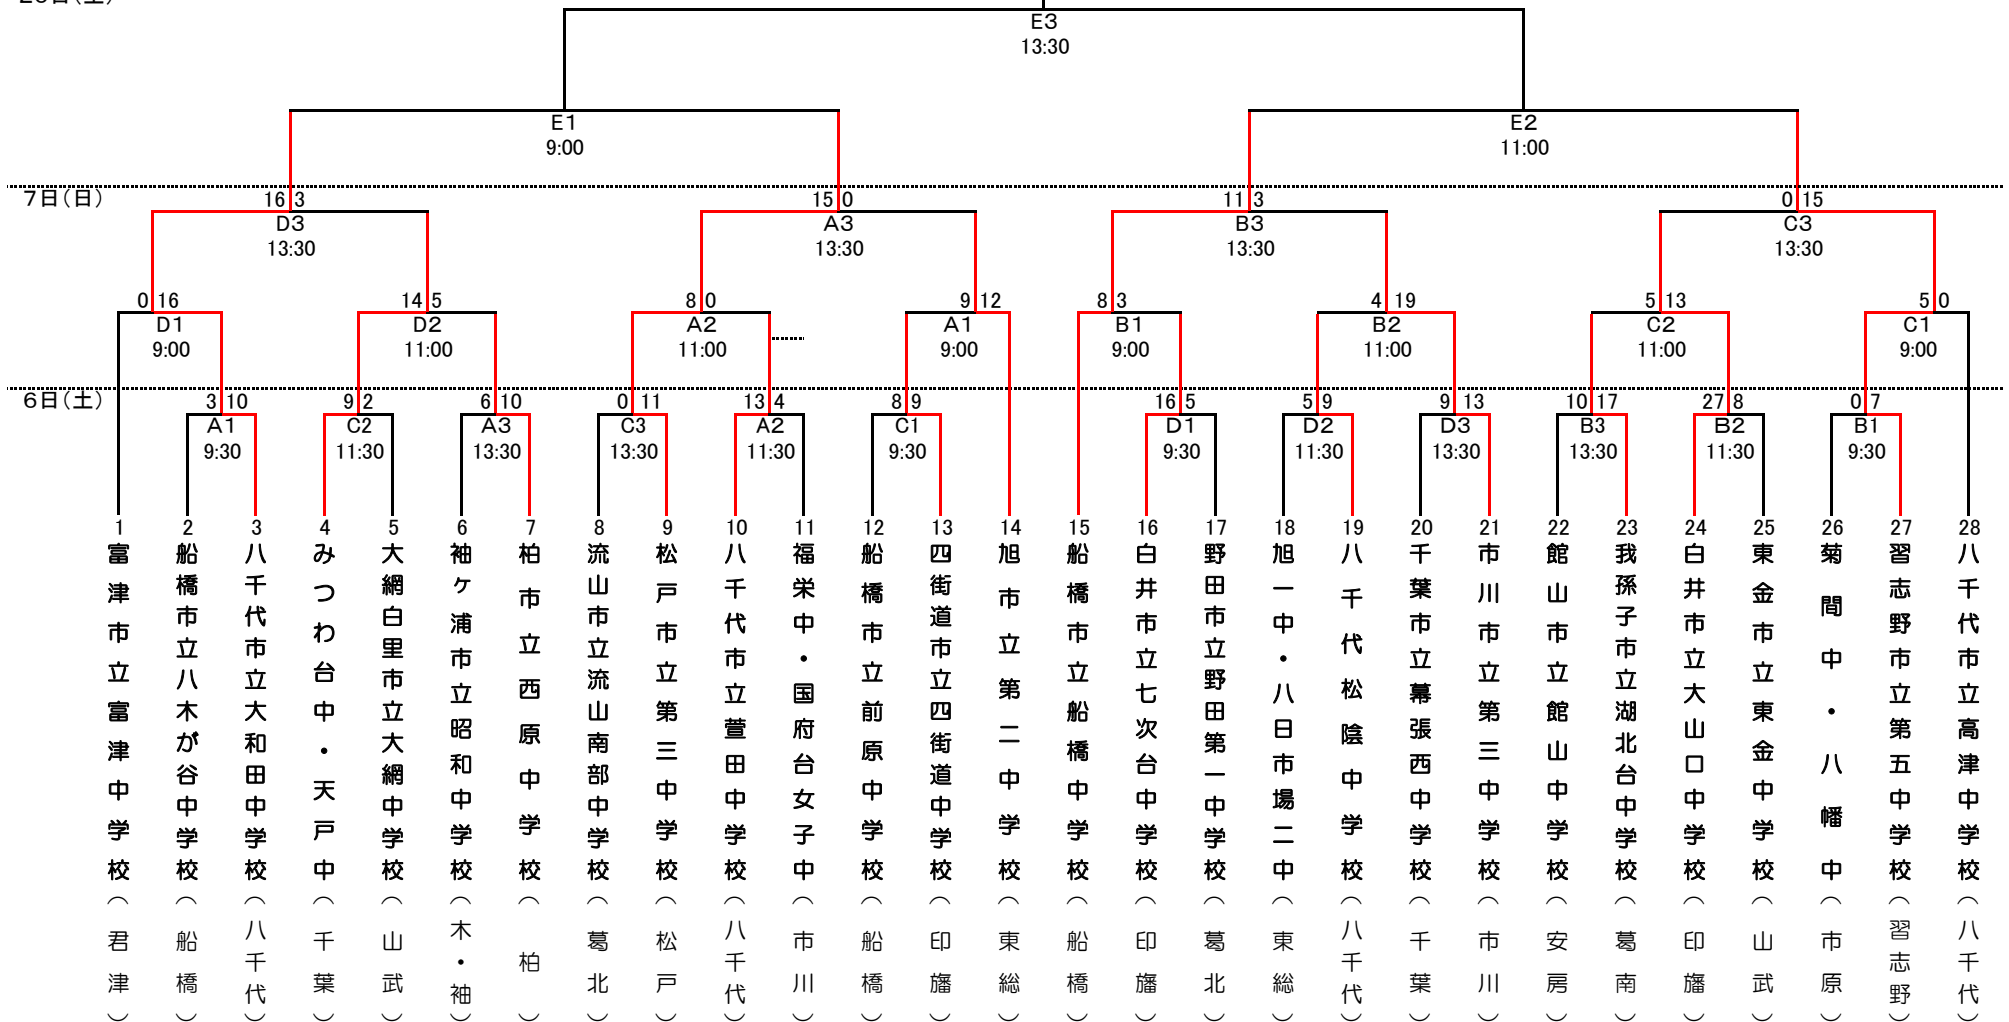 E3
13:30
E1
9:00
E2
11:00
7日(日)
16 3
D3
13:30
15 0
A3
13:30
11 3
B3
13:30
0 15
C3
13:30
0 16
D1
9:00
14 5
D2
11:00
8 0
A2
11:00
9 12
A1
9:00
8 3
B1
9:00
4 19
B2
11:00
5 13
C2
11:00
5 0
C1
9:00
6日(土)
3 10
A1
9:30
9 2
C2
11:30
6 10
A3
13:30
0 11
C3
13:30
13 4
A2
11:30
8 9
C1
9:30
16 5
D1
9:30
5 9
D2
11:30
9 13
D3
13:30
10 17
B3
13:30
27 8
B2
11:30
0 7
B1
9:30
1 富津市立富津中学校(君津)
2 船橋市立八木が谷中学校(船橋)
3 八千代市立大和田中学校(八千代)
4 みつわ台中・天戸中(千葉)
5 大網白里市立大網中学校(山武)
6 袖ヶ浦市立昭和中学校(木・袖)
7 柏市立西原中学校(柏)
8 流山市立流山南部中学校(葛北)
9 松戸市立第三中学校(松戸)
10 八千代市立萱田中学校(八千代)
11 福栄中・国府台女子中(市川)
12 船橋市立前原中学校(船橋)
13 四街道市立四街道中学校(印旛)
14 旭市立第二中学校(東総)
15 船橋市立船橋中学校(船橋)
16 白井市立七次台中学校(印旛)
17 野田市立野田第一中学校(葛北)
18 旭一中・八日市場二中(東総)
19 八千代松陰中学校(八千代)
20 千葉市立幕張西中学校(千葉)
21 市川市立第三中学校(市川)
22 館山市立館山中学校(安房)
23 我孫子市立湖北台中学校(葛南)
24 白井市立大山口中学校(印旛)
25 東金市立東金中学校(山武)
26 菊間中・八幡中(市原)
27 習志野市立第五中学校(習志野)
28 八千代市立高津中学校(八千代)